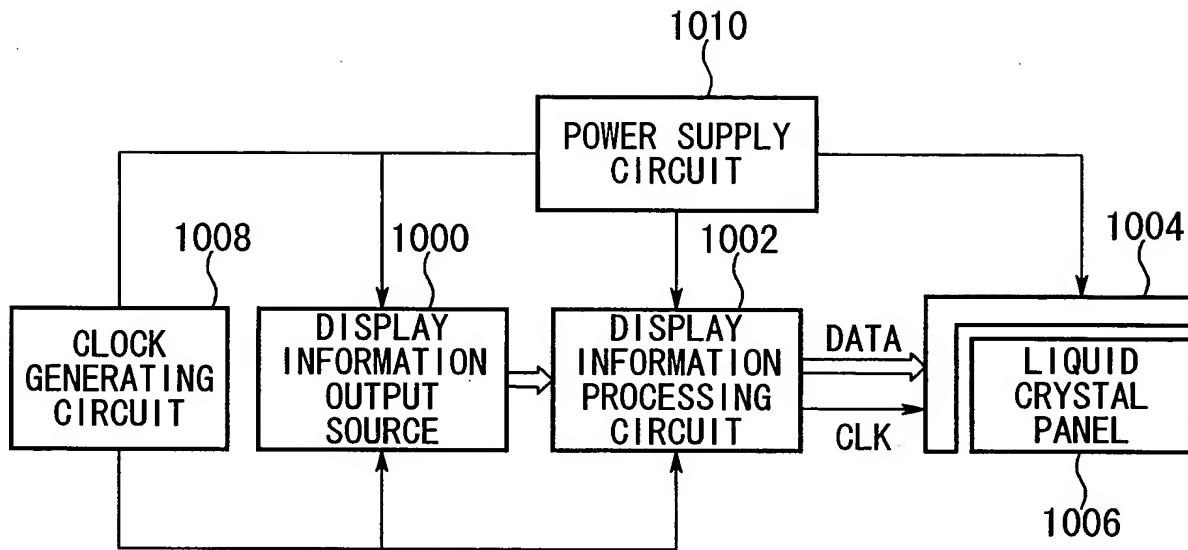 1010
POWER SUPPLY
CIRCUIT
1008
1000
1002
1004
CLOCK
GENERATING
CIRCUIT
DISPLAY
INFORMATION
OUTPUT
SOURCE
DISPLAY
INFORMATION
PROCESSING
CIRCUIT
DATA
CLK
LIQUID
CRYSTAL
PANEL
1006